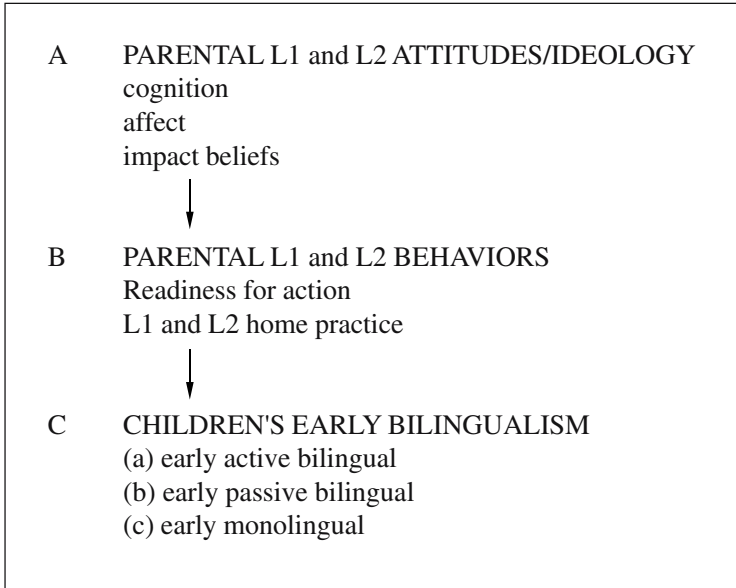 A PARENTAL L1 and L2 ATTITUDES/IDEOLOGY
cognition
affect
impact beliefs
B PARENTAL L1 and L2 BEHAVIORS
Readiness for action
L1 and L2 home practice
C CHILDREN'S EARLY BILINGUALISM
(a) early active bilingual
(b) early passive bilingual
(c) early monolingual